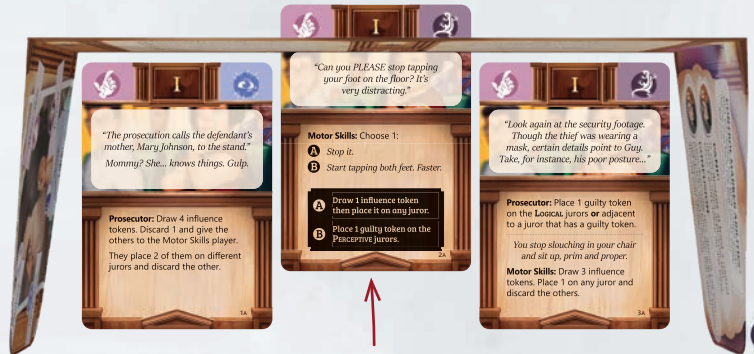 I
"The prosecution calls the defendant's
mother, Mary Johnson, to the stand."
Mommy? She... knows things. Gulp.
Prosecutor: Draw 4 influence
tokens. Discard 1 and give the
others to the Motor Skills player.
They place 2 of them on different
jurors and discard the other.
1A
I
"Can you PLEASE stop tapping
your foot on the floor? It's
very distracting."
Motor Skills: Choose 1:
A Stop it.
B Start tapping both feet. Faster.
A Draw 1 influence token
then place it on any juror.
B Place 1 guilty token on the
PERCEPTIVE jurors.
2A
I
"Look again at the security footage.
Though the thief was wearing a
mask, certain details point to Guy.
Take, for instance, his poor posture..."
Prosecutor: Place 1 guilty token
on the LOGICAL jurors or adjacent
to a juror that has a guilty token.
You stop slouching in your chair
and sit up, prim and proper.
Motor Skills: Draw 3 influence
tokens. Place 1 on any juror and
discard the others.
3A